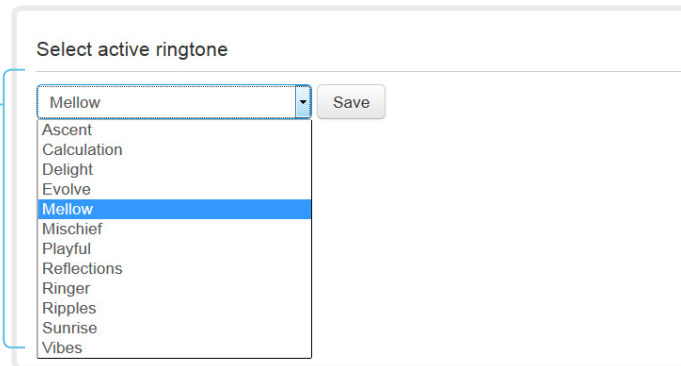 Select active ringtone
Mellow
Save
Ascent
Calculation
Delight
Evolve
Mellow
Mischief
Playful
Reflections
Ringer
Ripples
Sunrise
Vibes